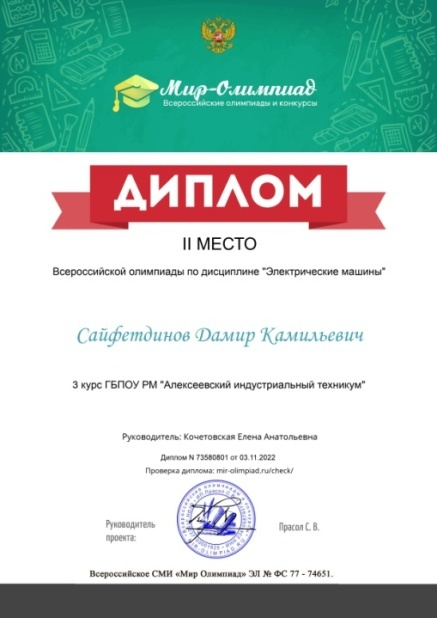 Мир-Олимпиад
Всероссийские олимпиады и конкурсы
ДИПЛОМ
II МЕСТО
Всероссийской олимпиады по дисциплине "Электрические машины"
Сайфетдинов Дамир Камильевич
3 курс ГБПОУ РМ "Алексеевский индустриальный техникум"
Руководитель: Кочетовская Елена Анатольевна
Диплом N 73580801 от 03.11.2022
Проверка диплома: mir-olimpiad.ru/check/
Руководитель
проекта:
Прасол С. В.
Всероссийское СМИ «Мир Олимпиад» ЭЛ № ФС 77 - 74651.